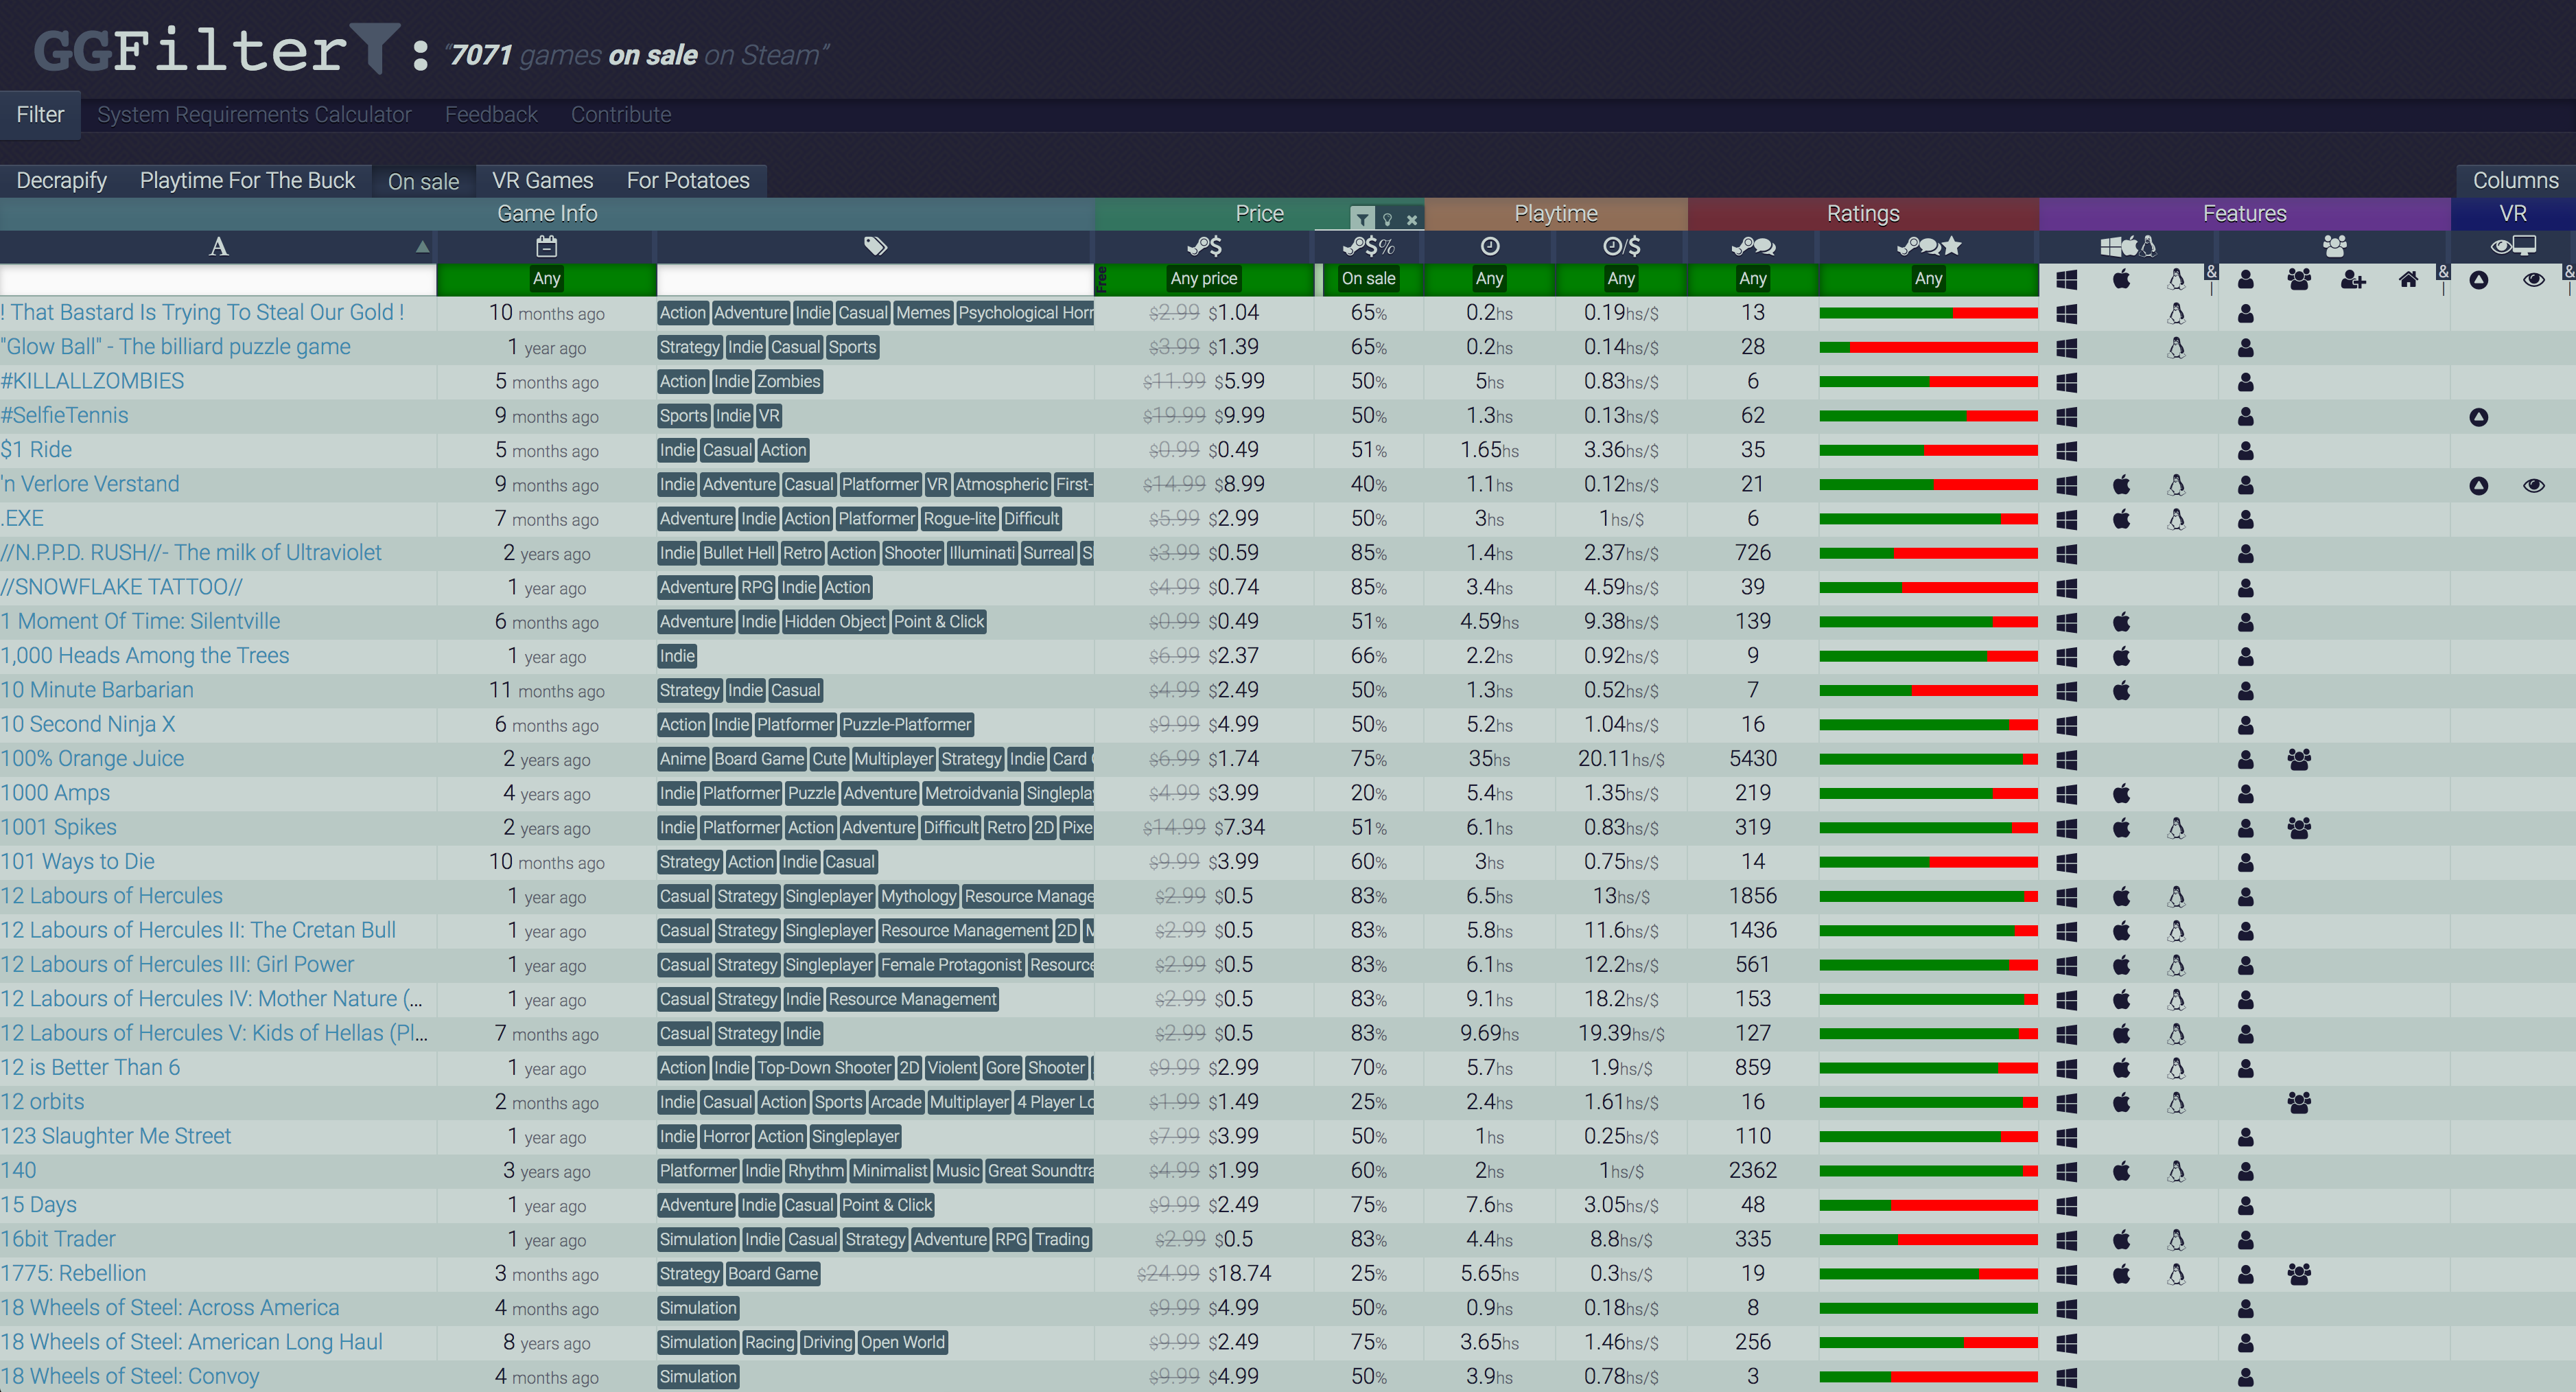 GGFilter: “7071 games on sale on Steam”
Filter System Requirements Calculator Feedback Contribute
Decrapify Playtime For The Buck On sale VR Games For Potatoes Columns
Game Info Price Playtime Ratings Features VR
A $ $% /$
Any Free Any price On sale Any Any Any Any & & &
! That Bastard Is Trying To Steal Our Gold ! 10 months ago Action Adventure Indie Casual Memes Psychological Horr $2.99 $1.04 65% 0.2hs 0.19hs/$ 13
"Glow Ball" - The billiard puzzle game 1 year ago Strategy Indie Casual Sports $3.99 $1.39 65% 0.2hs 0.14hs/$ 28
#KILLALLZOMBIES 5 months ago Action Indie Zombies $11.99 $5.99 50% 5hs 0.83hs/$ 6
#SelfieTennis 9 months ago Sports Indie VR $19.99 $9.99 50% 1.3hs 0.13hs/$ 62
$1 Ride 5 months ago Indie Casual Action $0.99 $0.49 51% 1.65hs 3.36hs/$ 35
'n Verlore Verstand 9 months ago Indie Adventure Casual Platformer VR Atmospheric First- $14.99 $8.99 40% 1.1hs 0.12hs/$ 21
.EXE 7 months ago Adventure Indie Action Platformer Rogue-lite Difficult $5.99 $2.99 50% 3hs 1hs/$ 6
//N.P.P.D. RUSH//- The milk of Ultraviolet 2 years ago Indie Bullet Hell Retro Action Shooter Illuminati Surreal S $3.99 $0.59 85% 1.4hs 2.37hs/$ 726
//SNOWFLAKE TATTOO// 1 year ago Adventure RPG Indie Action $4.99 $0.74 85% 3.4hs 4.59hs/$ 39
1 Moment Of Time: Silentville 6 months ago Adventure Indie Hidden Object Point & Click $0.99 $0.49 51% 4.59hs 9.38hs/$ 139
1,000 Heads Among the Trees 1 year ago Indie $6.99 $2.37 66% 2.2hs 0.92hs/$ 9
10 Minute Barbarian 11 months ago Strategy Indie Casual $4.99 $2.49 50% 1.3hs 0.52hs/$ 7
10 Second Ninja X 6 months ago Action Indie Platformer Puzzle-Platformer $9.99 $4.99 50% 5.2hs 1.04hs/$ 16
100% Orange Juice 2 years ago Anime Board Game Cute Multiplayer Strategy Indie Card $6.99 $1.74 75% 35hs 20.11hs/$ 5430
1000 Amps 4 years ago Indie Platformer Puzzle Adventure Metroidvania Singlepla $4.99 $3.99 20% 5.4hs 1.35hs/$ 219
1001 Spikes 2 years ago Indie Platformer Action Adventure Difficult Retro 2D Pixe $14.99 $7.34 51% 6.1hs 0.83hs/$ 319
101 Ways to Die 10 months ago Strategy Action Indie Casual $9.99 $3.99 60% 3hs 0.75hs/$ 14
12 Labours of Hercules 1 year ago Casual Strategy Singleplayer Mythology Resource Manage $2.99 $0.5 83% 6.5hs 13hs/$ 1856
12 Labours of Hercules II: The Cretan Bull 1 year ago Casual Strategy Singleplayer Resource Management 2D M $2.99 $0.5 83% 5.8hs 11.6hs/$ 1436
12 Labours of Hercules III: Girl Power 1 year ago Casual Strategy Singleplayer Female Protagonist Resource $2.99 $0.5 83% 6.1hs 12.2hs/$ 561
12 Labours of Hercules IV: Mother Nature (... 1 year ago Casual Strategy Indie Resource Management $2.99 $0.5 83% 9.1hs 18.2hs/$ 153
12 Labours of Hercules V: Kids of Hellas (Pl... 7 months ago Casual Strategy Indie $2.99 $0.5 83% 9.69hs 19.39hs/$ 127
12 is Better Than 6 1 year ago Action Indie Top-Down Shooter 2D Violent Gore Shooter $9.99 $2.99 70% 5.7hs 1.9hs/$ 859
12 orbits 2 months ago Indie Casual Action Sports Arcade Multiplayer 4 Player Lo $1.99 $1.49 25% 2.4hs 1.61hs/$ 16
123 Slaughter Me Street 1 year ago Indie Horror Action Singleplayer $7.99 $3.99 50% 1hs 0.25hs/$ 110
140 3 years ago Platformer Indie Rhythm Minimalist Music Great Soundtra $4.99 $1.99 60% 2hs 1hs/$ 2362
15 Days 1 year ago Adventure Indie Casual Point & Click $9.99 $2.49 75% 7.6hs 3.05hs/$ 48
16bit Trader 1 year ago Simulation Indie Casual Strategy Adventure RPG Trading $2.99 $0.5 83% 4.4hs 8.8hs/$ 335
1775: Rebellion 3 months ago Strategy Board Game $24.99 $18.74 25% 5.65hs 0.3hs/$ 19
18 Wheels of Steel: Across America 4 months ago Simulation $9.99 $4.99 50% 0.9hs 0.18hs/$ 8
18 Wheels of Steel: American Long Haul 8 years ago Simulation Racing Driving Open World $9.99 $2.49 75% 3.65hs 1.46hs/$ 256
18 Wheels of Steel: Convoy 4 months ago Simulation $9.99 $4.99 50% 3.9hs 0.78hs/$ 3